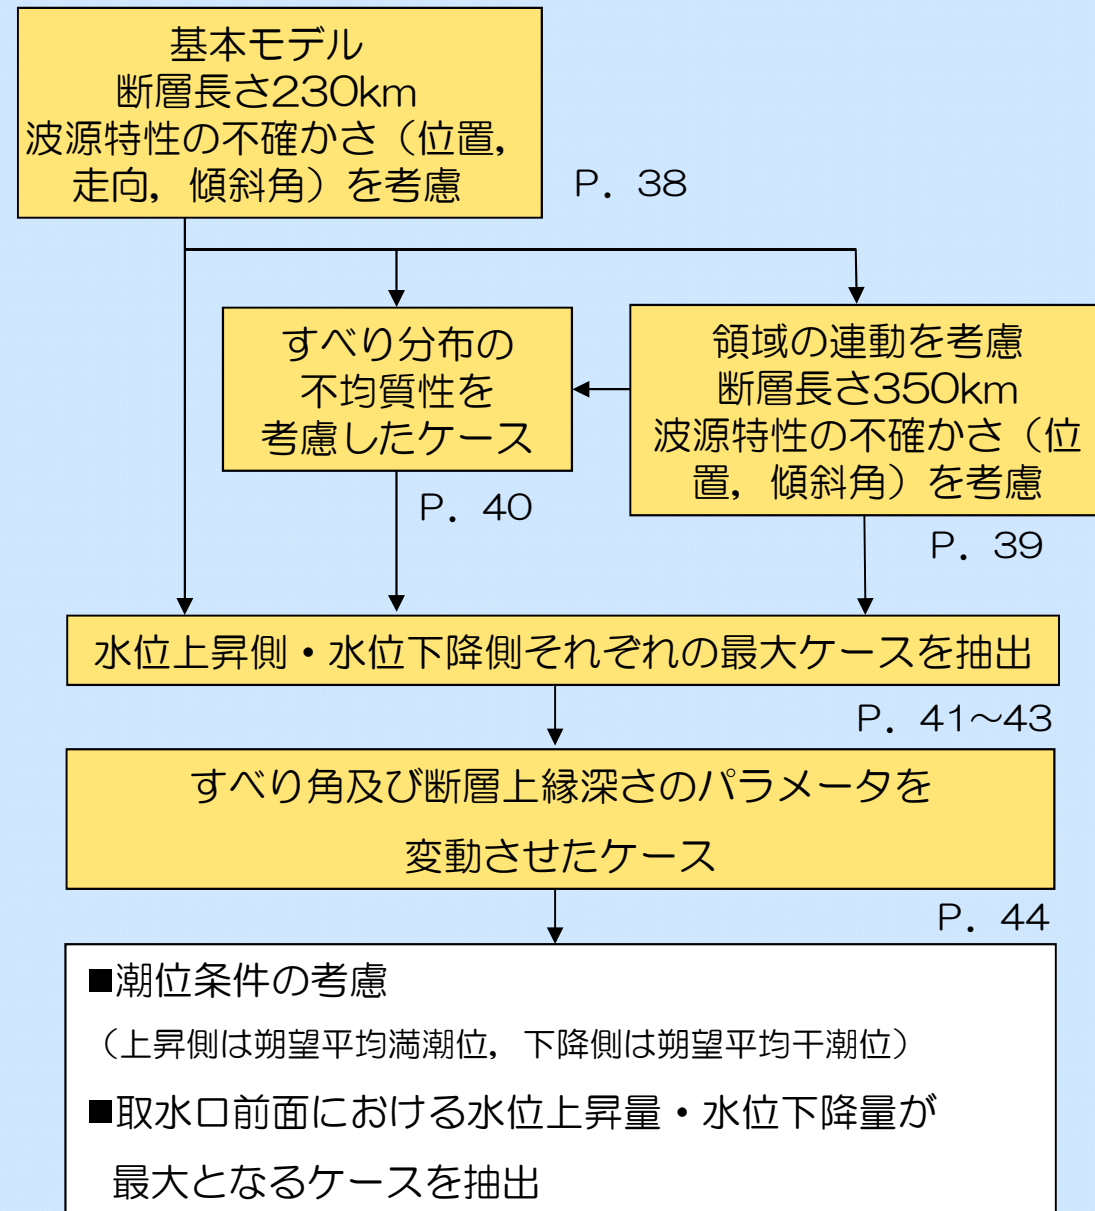 基本モデル
断層長さ230km
波源特性の不確かさ（位置，
走向，傾斜角）を考慮
P．38
すべり分布の
不均質性を
考慮したケース
P．40
領域の連動を考慮
断層長さ350km
波源特性の不確かさ（位
置，傾斜角）を考慮
P．39
水位上昇側・水位下降側それぞれの最大ケースを抽出
P．41～43
すべり角及び断層上縁深さのパラメータを
変動させたケース
P．44
■潮位条件の考慮
（上昇側は朔望平均満潮位，下降側は朔望平均干潮位）
■取水口前面における水位上昇量・水位下降量が
最大となるケースを抽出